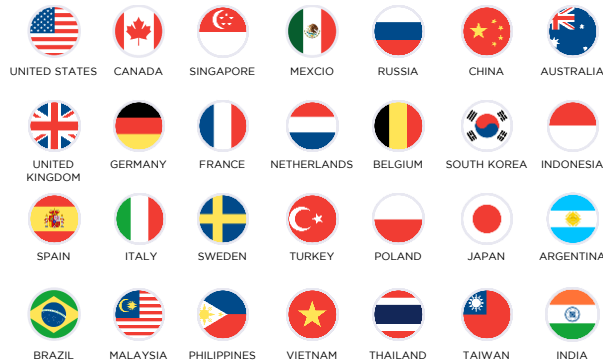 UNITED STATES CANADA SINGAPORE MEXCIO RUSSIA CHINA AUSTRALIA
UNITED KINGDOM GERMANY FRANCE NETHERLANDS BELGIUM SOUTH KOREA INDONESIA
SPAIN ITALY SWEDEN TURKEY POLAND JAPAN ARGENTINA
BRAZIL MALAYSIA PHILIPPINES VIETNAM THAILAND TAIWAN INDIA